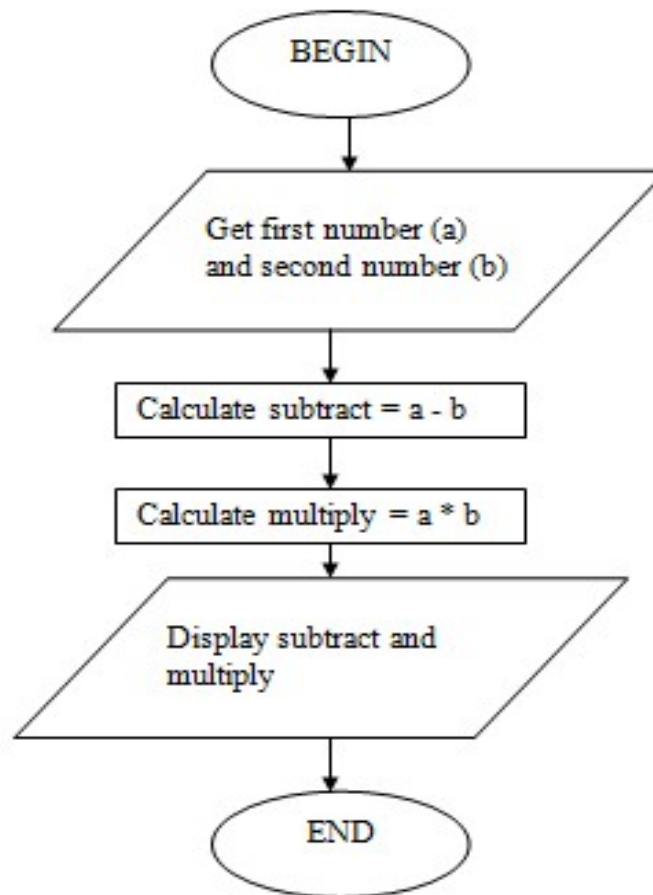 BEGIN
Get first number (a)
and second number (b)
Calculate subtract = a - b
Calculate multiply = a * b
Display subtract and
multiply
END